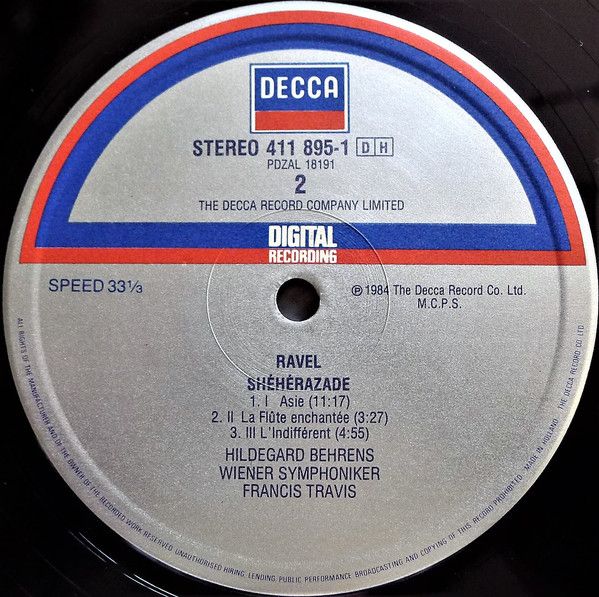 DECCA
STEREO 411 895-1 D H
PDZAL 18191
2
THE DECCA RECORD COMPANY LIMITED
DIGITAL
RECORDING
SPEED 33⅓
℗ 1984 The Decca Record Co. Ltd.
M.C.P.S.
RAVEL
SHÉHÉRAZADE
1. I Asie (11:17)
2. II La Flûte enchantée (3:27)
3. III L'Indifférent (4:55)
HILDEGARD BEHRENS
WIENER SYMPHONIKER
FRANCIS TRAVIS
ALL RIGHTS OF THE MANUFACTURER AND OF THE OWNER OF THE RECORDED WORK RESERVED UNAUTHORISED HIRING, LENDING, PUBLIC PERFORMANCE BROADCASTING AND COPYING OF THIS RECORD PROHIBITED. MADE IN HOLLAND THE DECCA RECORD CO LTD